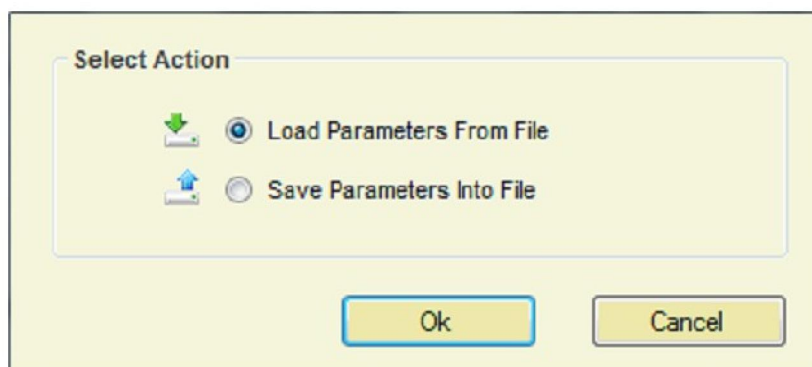 Select Action
Load Parameters From File
Save Parameters Into File
Ok Cancel